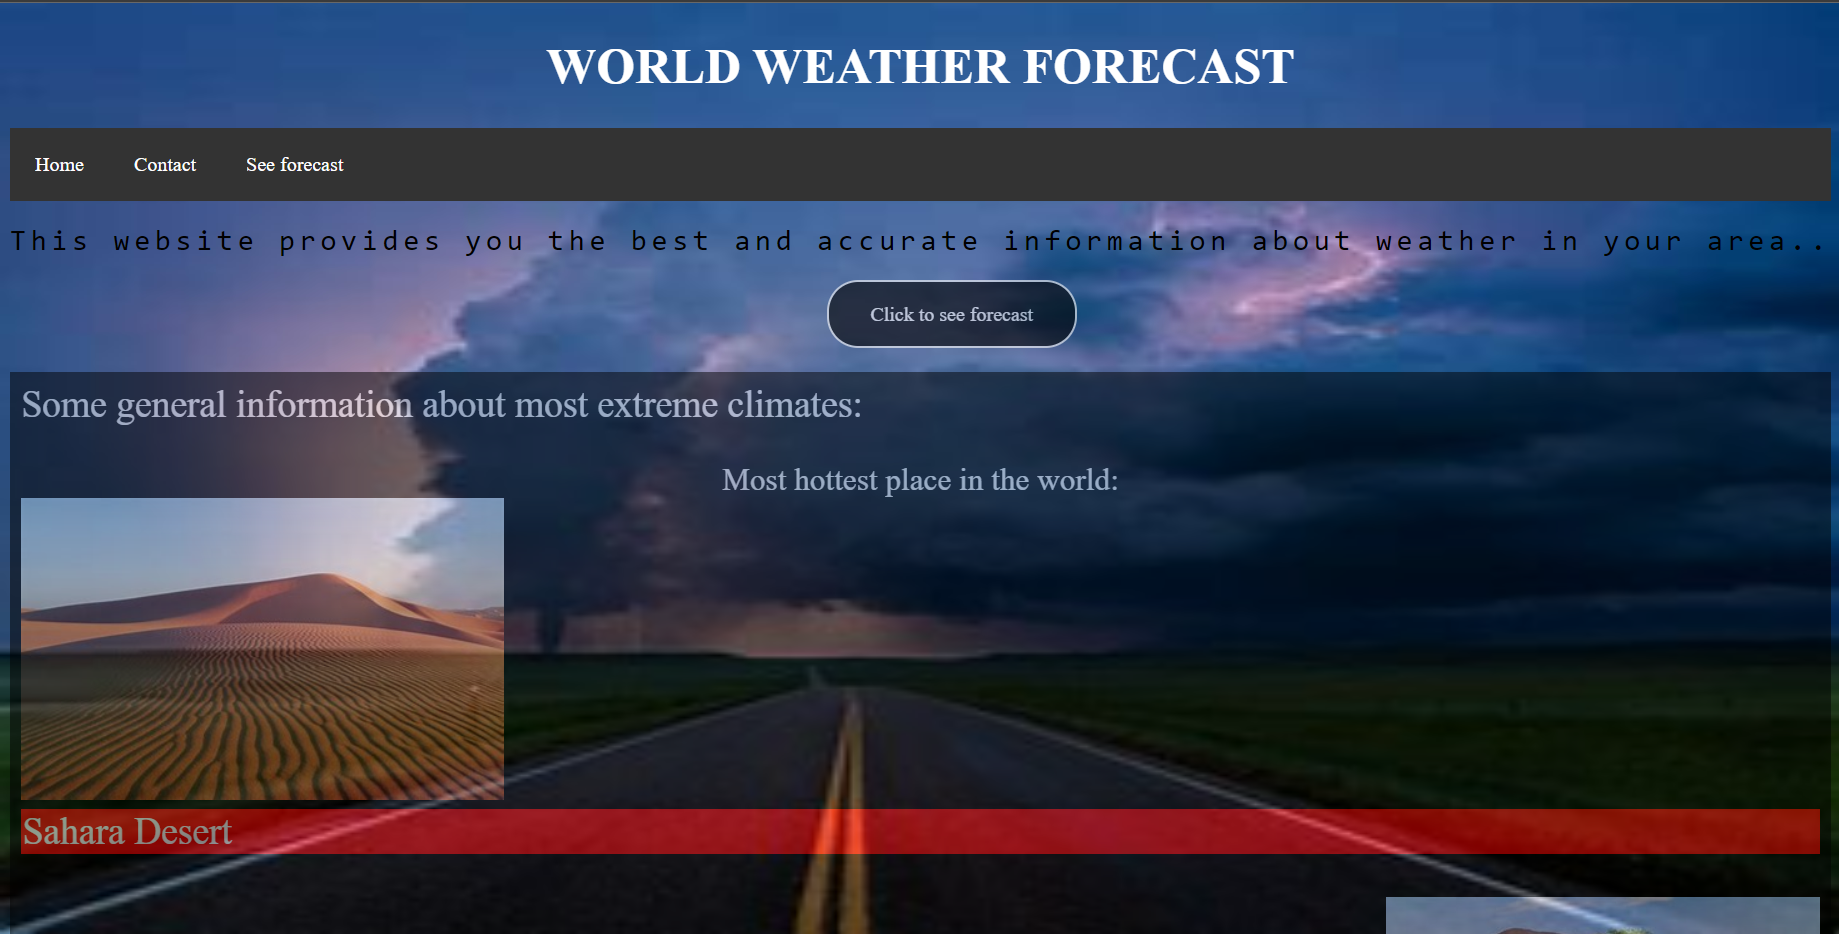 WORLD WEATHER FORECAST
Home Contact See forecast
This website provides you the best and accurate information about weather in your area..
Click to see forecast
Some general information about most extreme climates:
Most hottest place in the world:
Sahara Desert